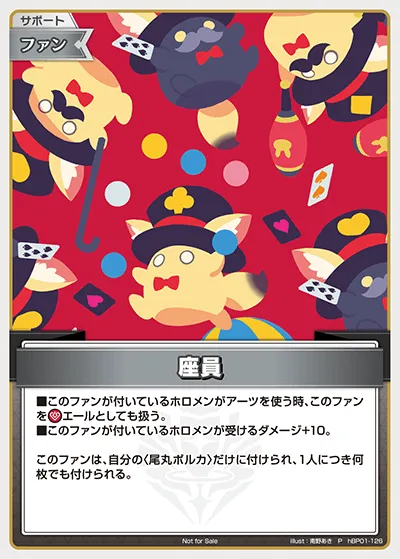 サポート
ファン
座員
■このファンが付いているホロメンがアーツを使う時、このファン
を エールとしても扱う。
■このファンが付いているホロメンが受けるダメージ+10。
このファンは、自分の〈尾丸ポルカ〉だけに付けられ、1人につき何
枚でも付けられる。
Not for Sale
illust：南野あき P hBP01-126